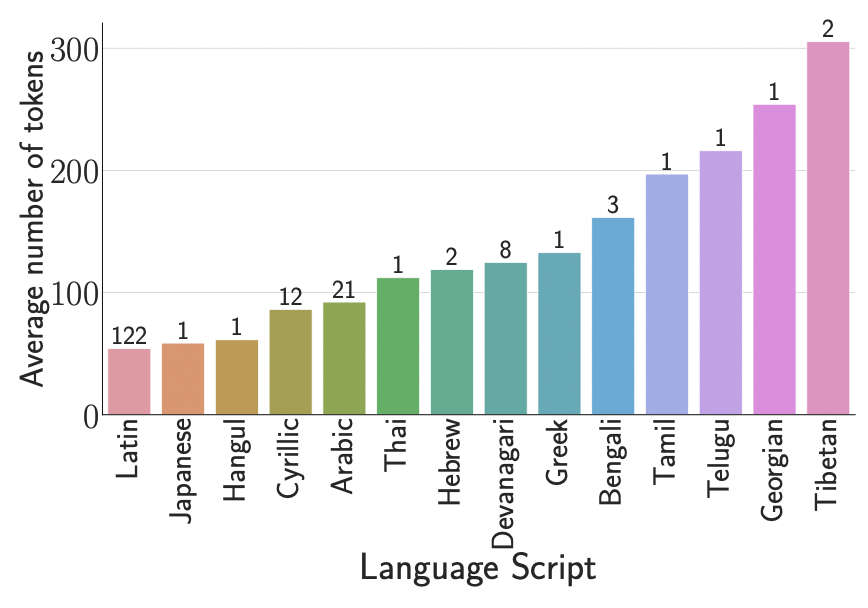 Average number of tokens
300
200
100
0
122
1
1
12
21
1
2
8
1
3
1
1
1
2
Latin
Japanese
Hangul
Cyrillic
Arabic
Thai
Hebrew
Devanagari
Greek
Bengali
Tamil
Telugu
Georgian
Tibetan
Language Script